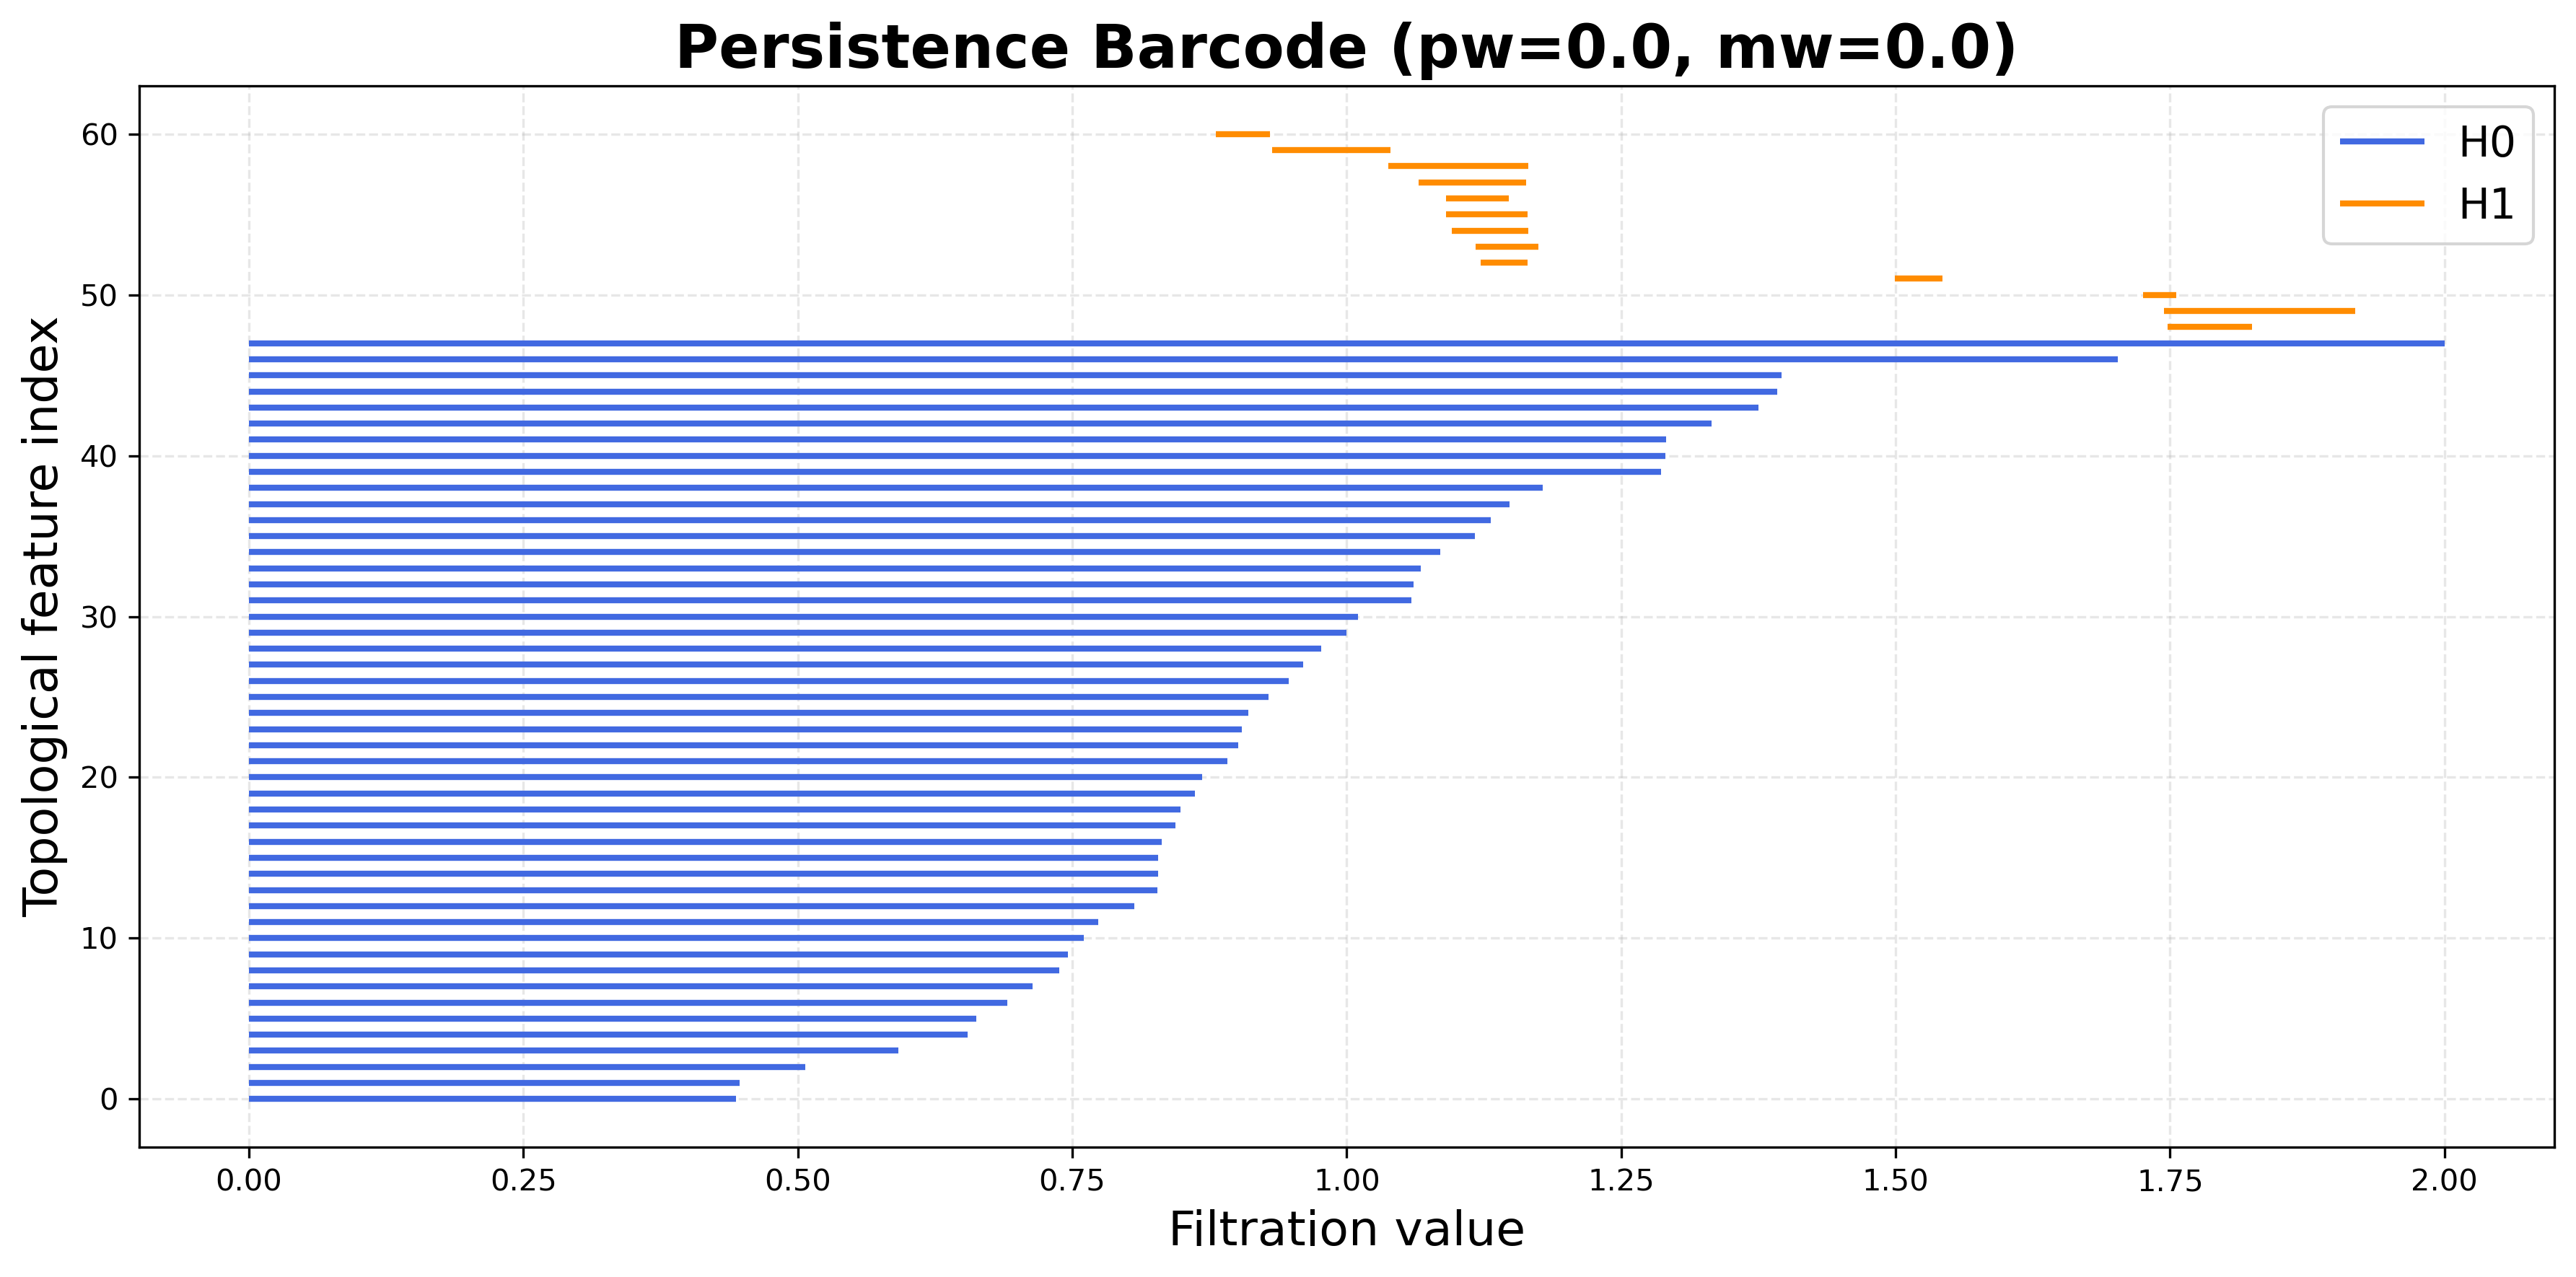 Persistence Barcode (pw=0.0, mw=0.0)
H0
H1
Topological feature index
60
50
40
30
20
10
0
0.00 0.25 0.50 0.75 1.00 1.25 1.50 1.75 2.00
Filtration value